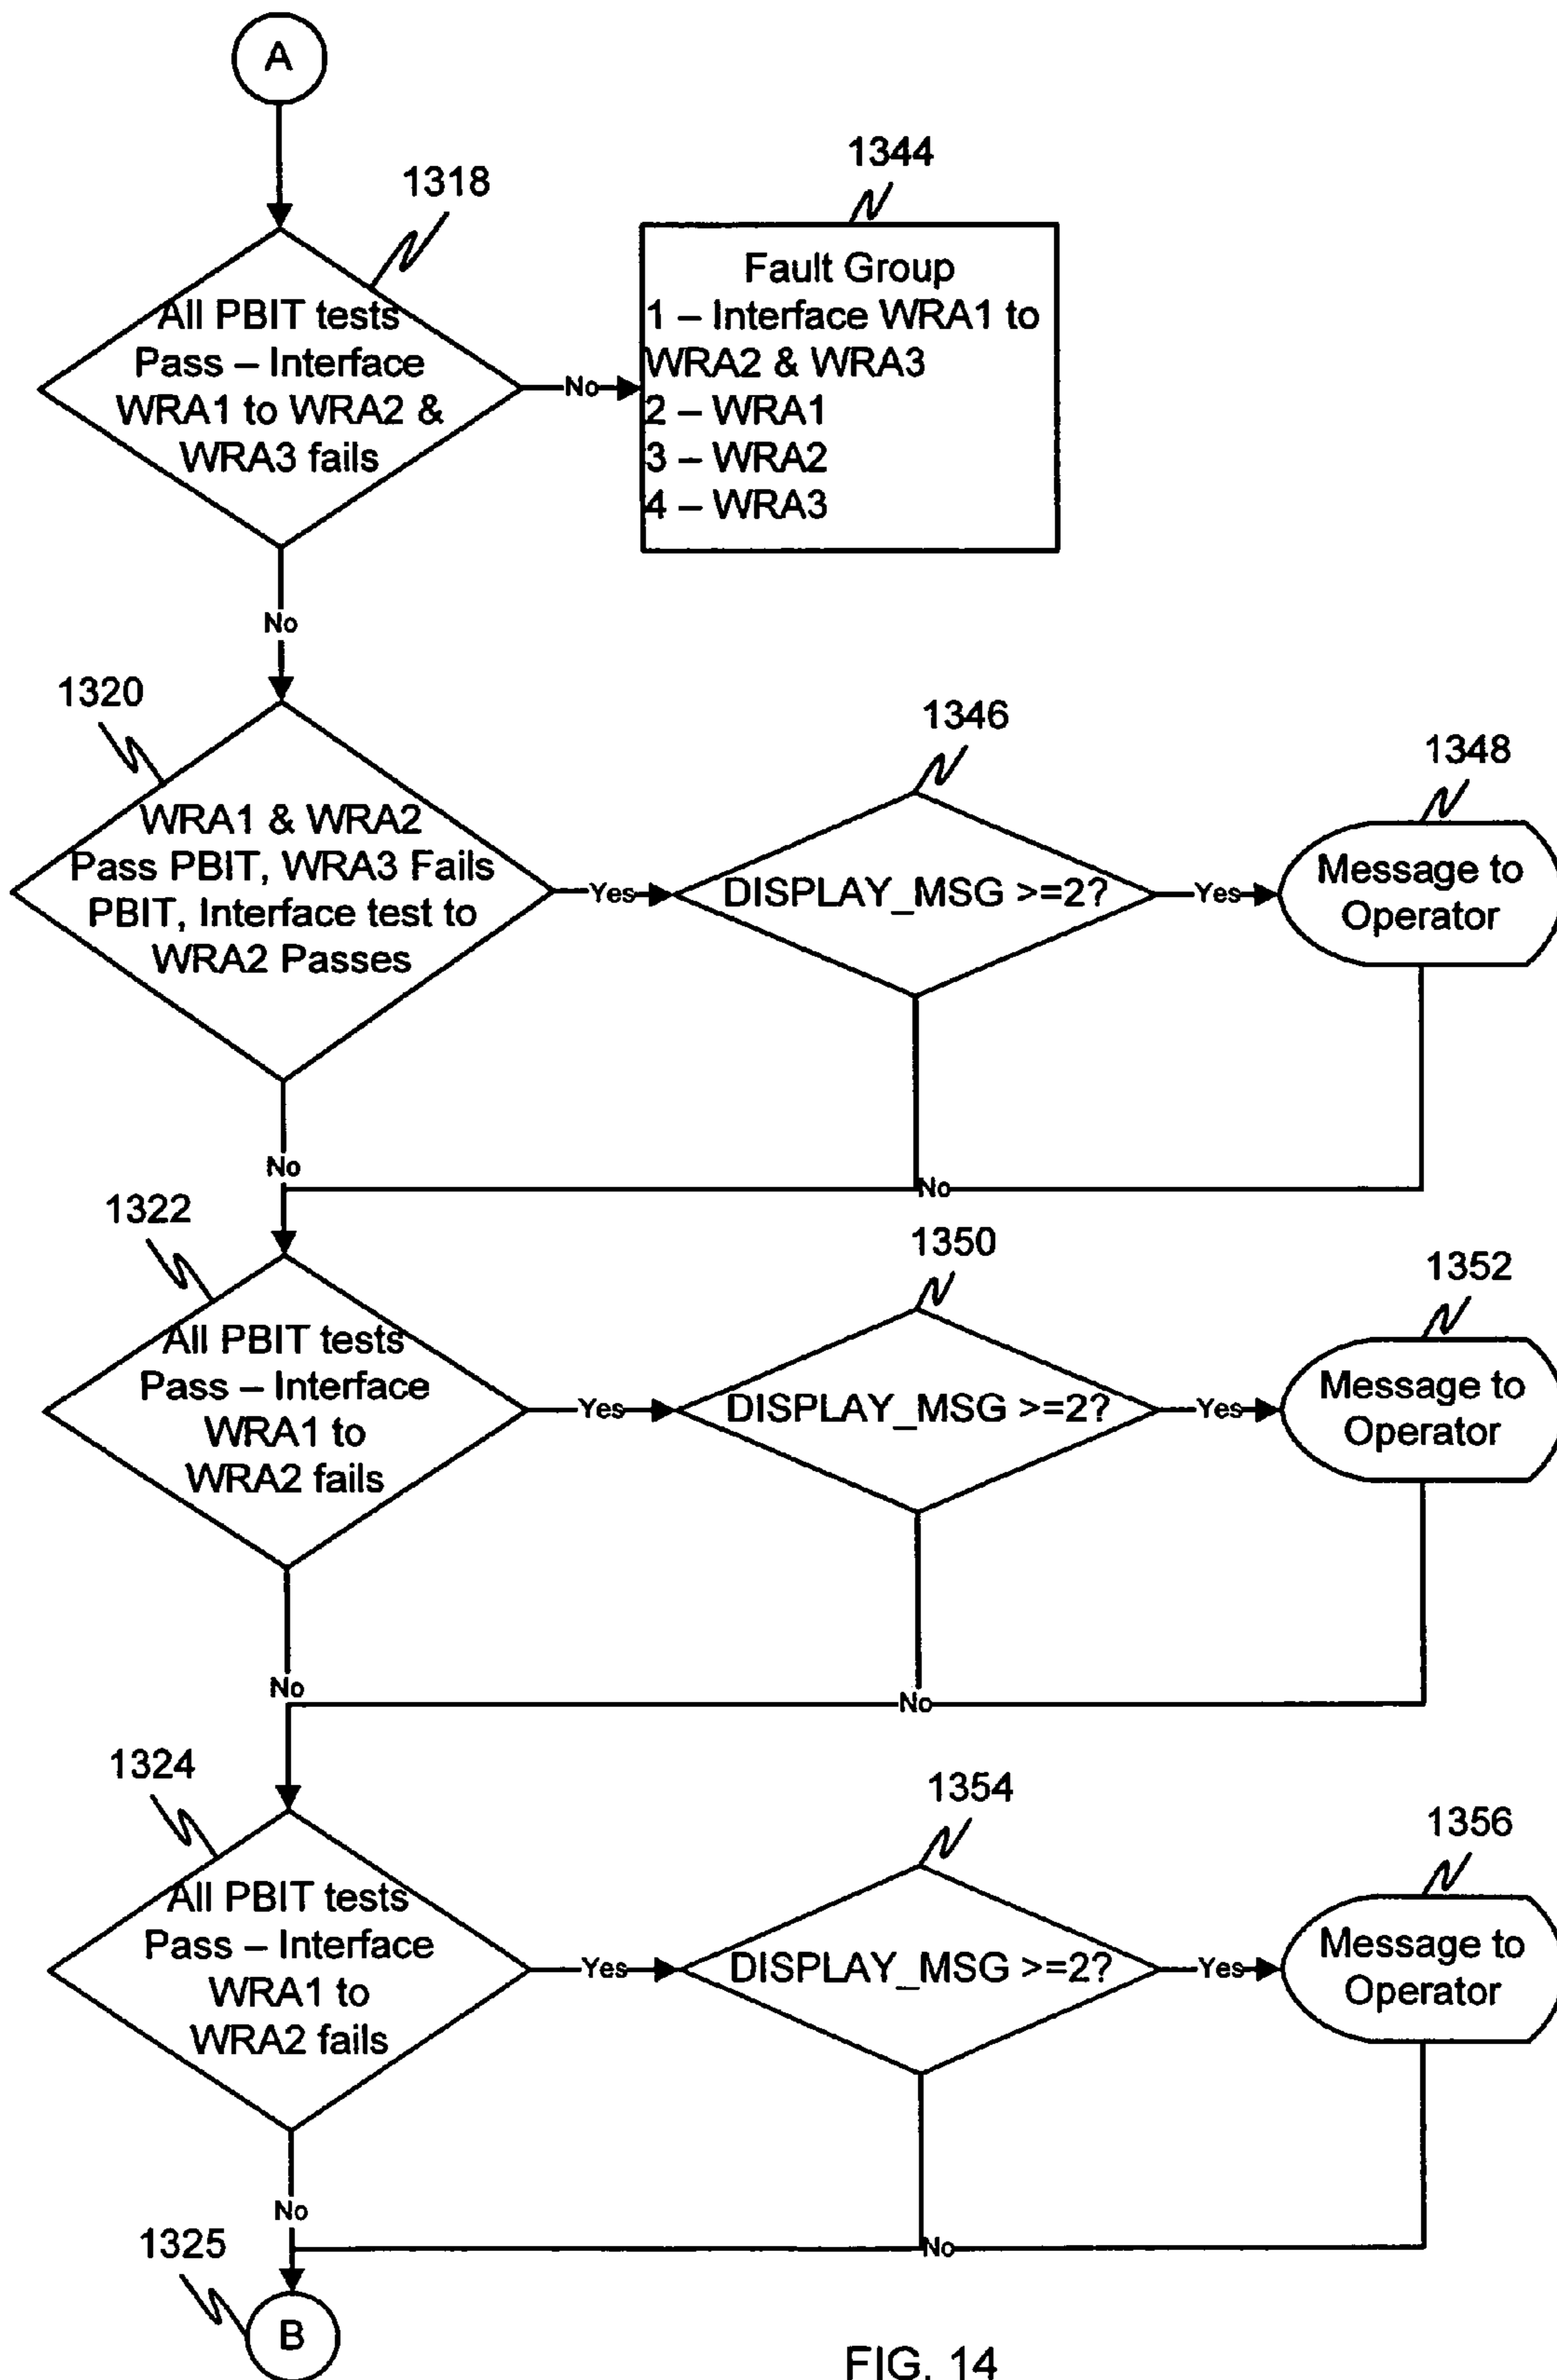 A
1318
All PBIT tests
Pass – Interface
WRA1 to WRA2 &
WRA3 fails
No
1344
Fault Group
1 – Interface WRA1 to
WRA2 & WRA3
2 – WRA1
3 – WRA2
4 – WRA3
No
1320
WRA1 & WRA2
Pass PBIT, WRA3 Fails
PBIT, Interface test to
WRA2 Passes
Yes
1346
DISPLAY_MSG >=2?
Yes
1348
Message to
Operator
No
No
1322
All PBIT tests
Pass – Interface
WRA1 to
WRA2 fails
Yes
1350
DISPLAY_MSG >=2?
Yes
1352
Message to
Operator
No
No
1324
All PBIT tests
Pass – Interface
WRA1 to
WRA2 fails
Yes
1354
DISPLAY_MSG >=2?
Yes
1356
Message to
Operator
No
No
1325
B
FIG. 14